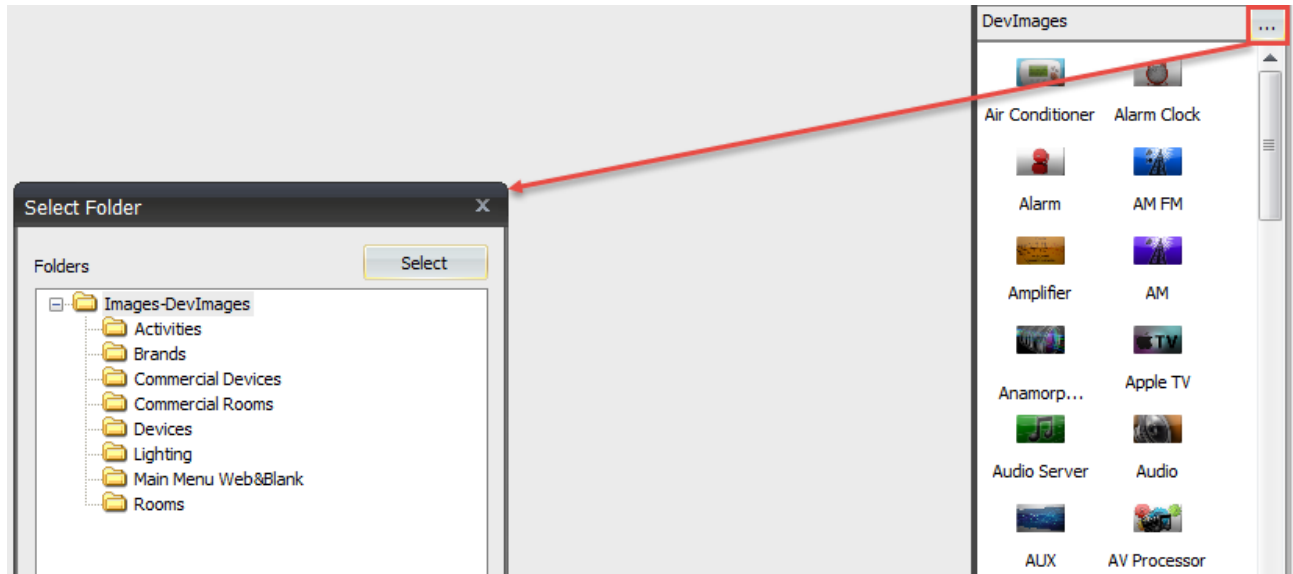 DevImages
...
Air Conditioner Alarm Clock
Alarm AM FM
Amplifier AM
TV
Anamorp... Apple TV
Audio Server Audio
AUX AV Processor
Select Folder X
Folders Select
Images-DevImages
Activities
Brands
Commercial Devices
Commercial Rooms
Devices
Lighting
Main Menu Web&Blank
Rooms